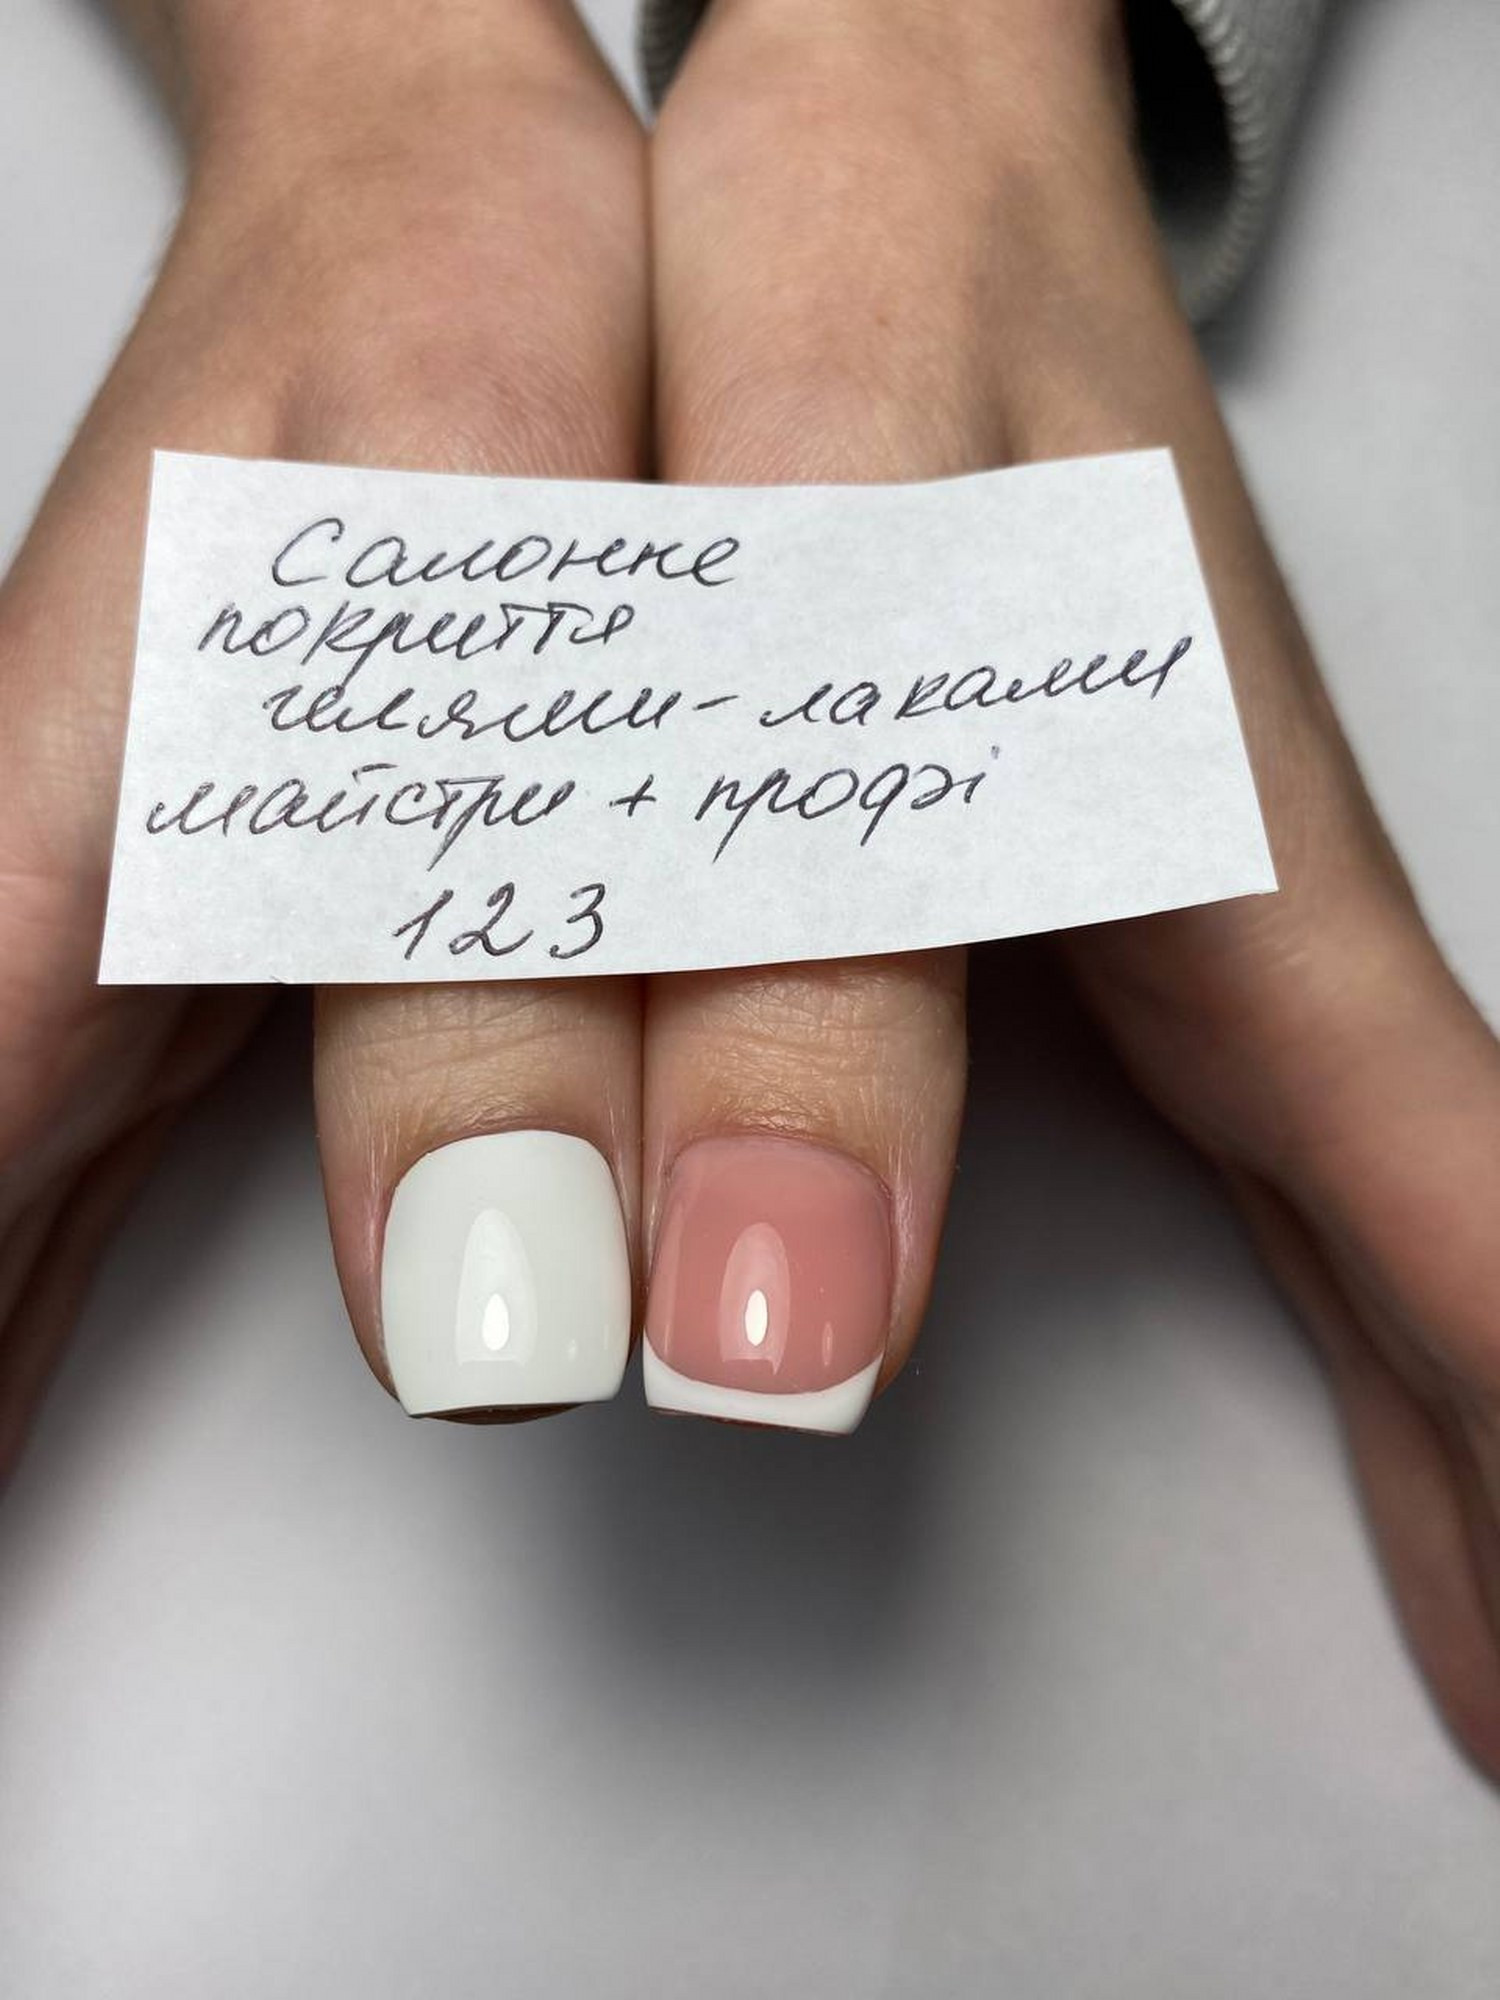 Салонне
покриття
гелями-лаками
майстри + профі
123